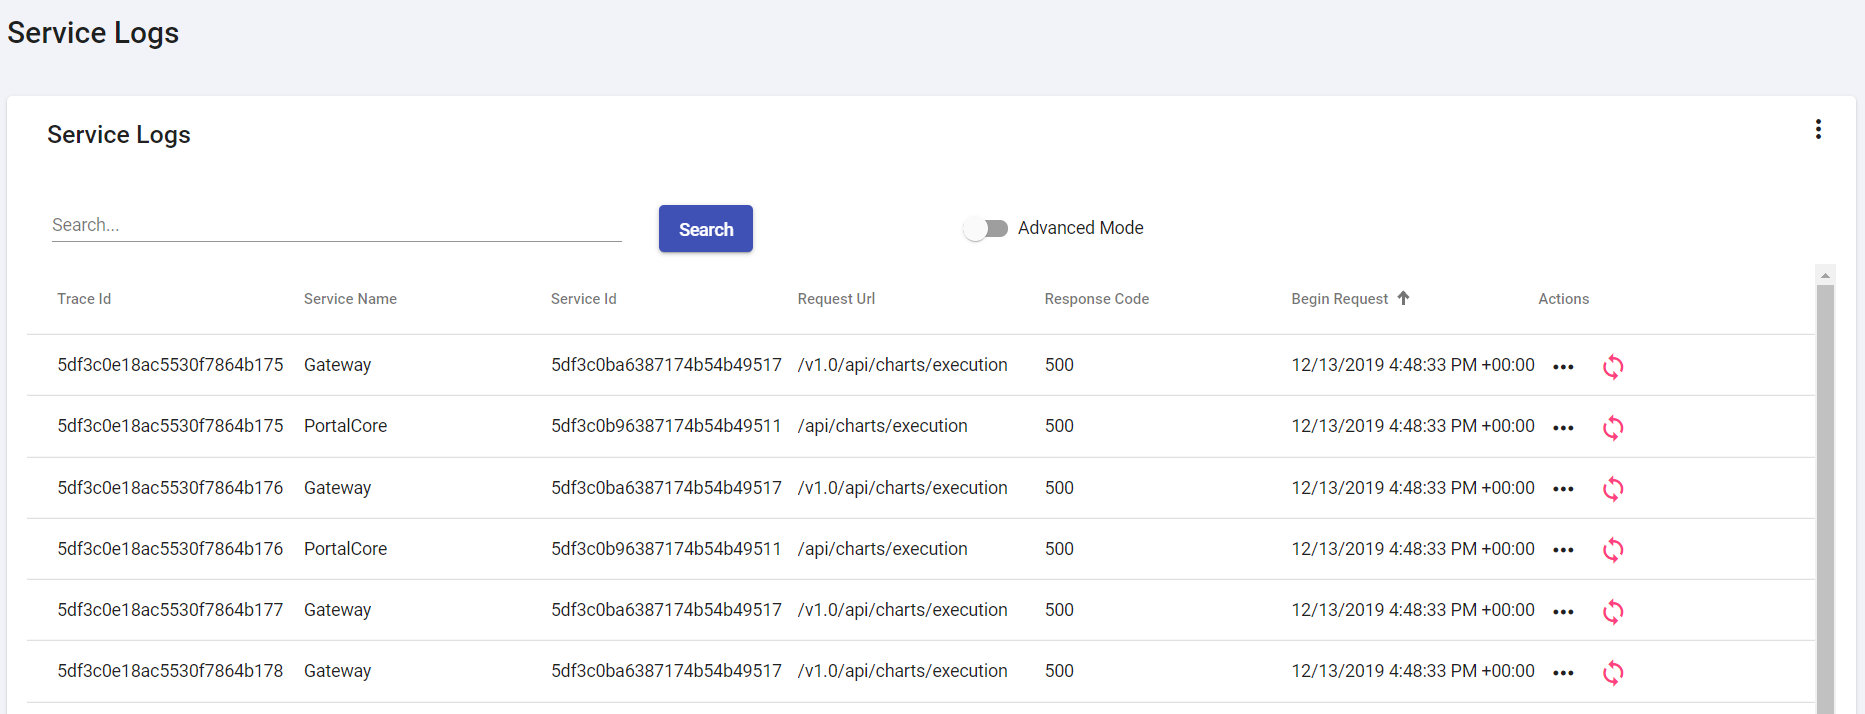 Service Logs
Service Logs
Search...
Search
Advanced Mode
Trace Id Service Name Service Id Request Url Response Code Begin Request Actions
5df3c0e18ac5530f7864b175 Gateway 5df3c0ba6387174b54b49517 /v1.0/api/charts/execution 500 12/13/2019 4:48:33 PM +00:00
5df3c0e18ac5530f7864b175 PortalCore 5df3c0b96387174b54b49511 /api/charts/execution 500 12/13/2019 4:48:33 PM +00:00
5df3c0e18ac5530f7864b176 Gateway 5df3c0ba6387174b54b49517 /v1.0/api/charts/execution 500 12/13/2019 4:48:33 PM +00:00
5df3c0e18ac5530f7864b176 PortalCore 5df3c0b96387174b54b49511 /api/charts/execution 500 12/13/2019 4:48:33 PM +00:00
5df3c0e18ac5530f7864b177 Gateway 5df3c0ba6387174b54b49517 /v1.0/api/charts/execution 500 12/13/2019 4:48:33 PM +00:00
5df3c0e18ac5530f7864b178 Gateway 5df3c0ba6387174b54b49517 /v1.0/api/charts/execution 500 12/13/2019 4:48:33 PM +00:00